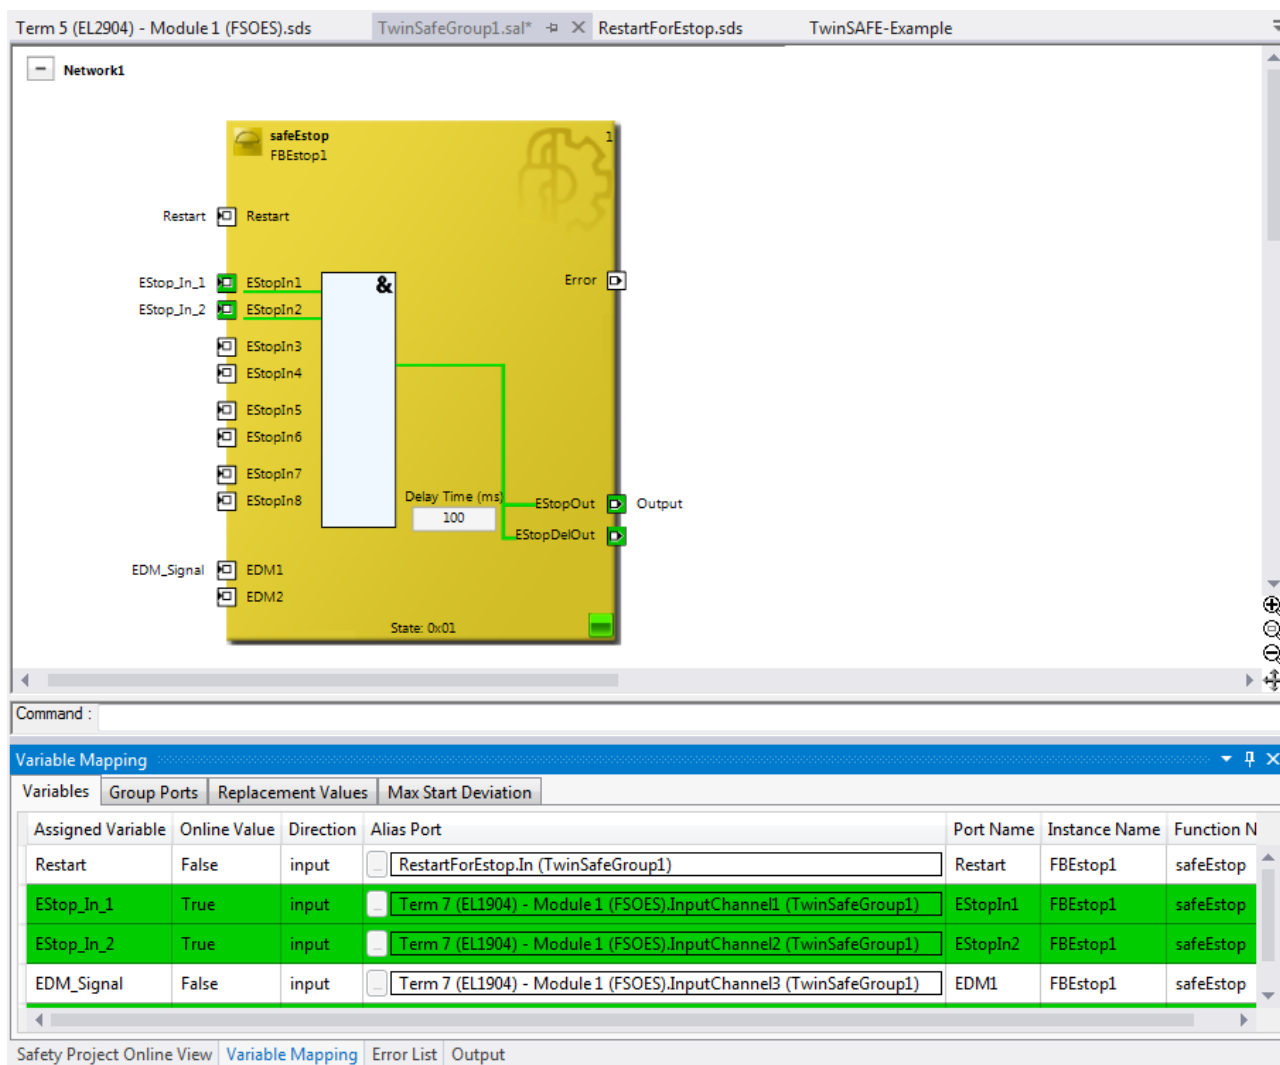 Term 5 (EL2904) - Module 1 (FSOES).sds TwinSafeGroup1.sal* RestartForEstop.sds TwinSAFE-Example
Network1
safeEstop 1
FBEstop1
Restart Restart
EStop_In_1 EStopIn1 & Error
EStop_In_2 EStopIn2
EStopIn3
EStopIn4
EStopIn5
EStopIn6
EStopIn7
EStopIn8 Delay Time (ms) EStopOut Output
100
EStopDelOut
EDM_Signal EDM1
EDM2
State: 0x01
Command :
Variable Mapping
Variables Group Ports Replacement Values Max Start Deviation
Assigned Variable Online Value Direction Alias Port Port Name Instance Name Function N
Restart False input ... RestartForEstop.In (TwinSafeGroup1) Restart FBEstop1 safeEstop
EStop_In_1 True input ... Term 7 (EL1904) - Module 1 (FSOES).InputChannel1 (TwinSafeGroup1) EStopIn1 FBEstop1 safeEstop
EStop_In_2 True input ... Term 7 (EL1904) - Module 1 (FSOES).InputChannel2 (TwinSafeGroup1) EStopIn2 FBEstop1 safeEstop
EDM_Signal False input ... Term 7 (EL1904) - Module 1 (FSOES).InputChannel3 (TwinSafeGroup1) EDM1 FBEstop1 safeEstop
Safety Project Online View Variable Mapping Error List Output